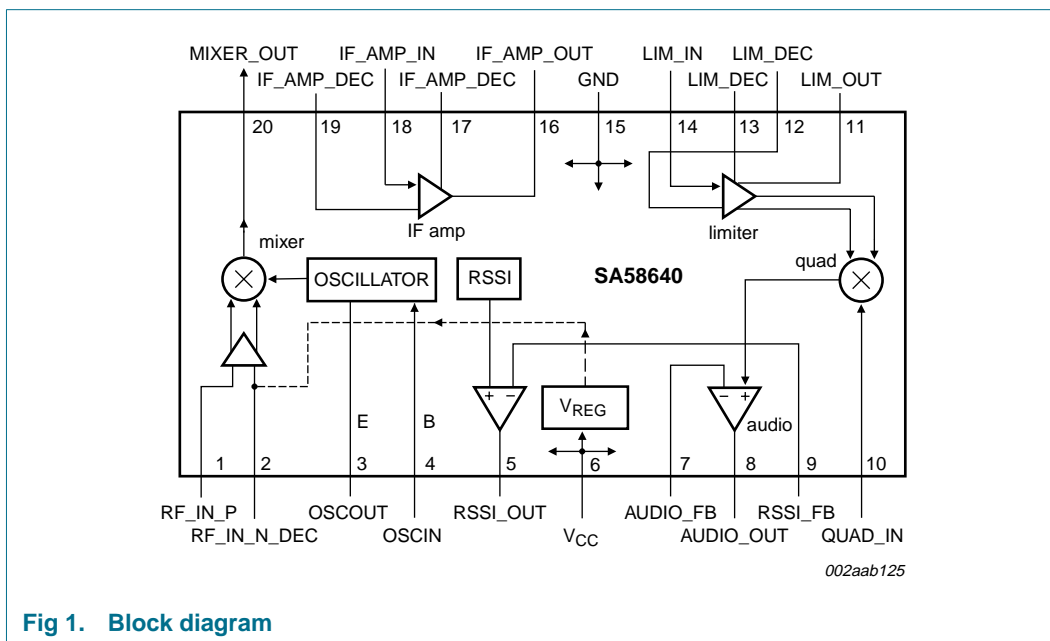 MIXER_OUT IF_AMP_IN IF_AMP_OUT LIM_IN LIM_DEC
IF_AMP_DEC IF_AMP_DEC GND LIM_DEC LIM_OUT
20 19 18 17 16 15 14 13 12 11
IF amp limiter
mixer quad
OSCILLATOR RSSI SA58640
+ − VREG − +
audio
E B
1 2 3 4 5 6 7 8 9 10
RF_IN_P OSCOUT RSSI_OUT AUDIO_FB RSSI_FB
RF_IN_N_DEC OSCIN VCC AUDIO_OUT QUAD_IN
002aab125
Fig 1. Block diagram